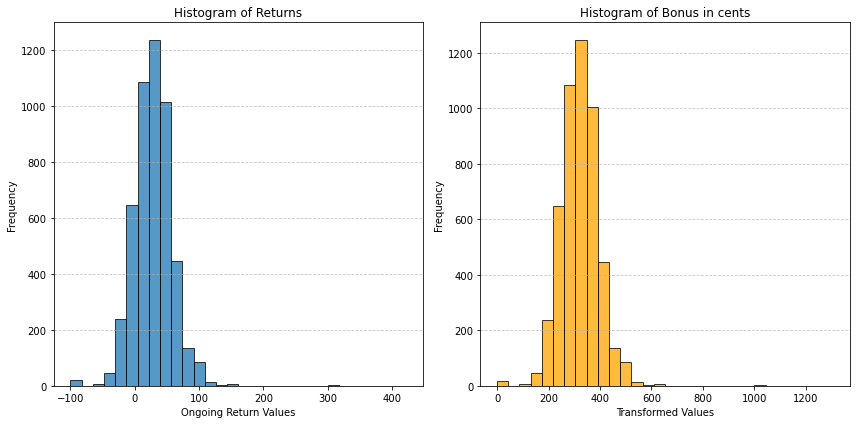 Histogram of Returns
Histogram of Bonus in cents
Frequency
1200
1000
800
600
400
200
0
−100 0 100 200 300 400
Ongoing Return Values
Frequency
1200
1000
800
600
400
200
0
0 200 400 600 800 1000 1200
Transformed Values